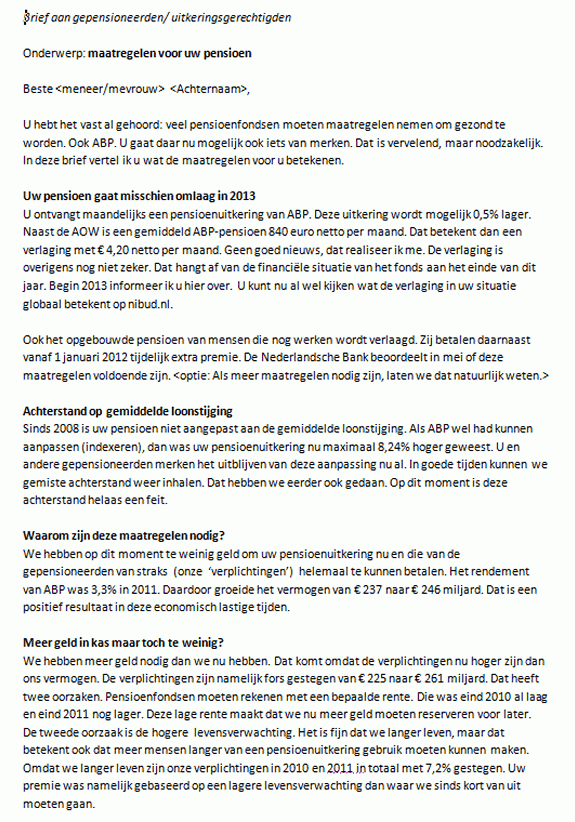 Brief aan gepensioneerden/ uitkeringsgerechtigden
Onderwerp: maatregelen voor uw pensioen
Beste <meneer/mevrouw> <Achternaam>,
U hebt het vast al gehoord: veel pensioenfondsen moeten maatregelen nemen om gezond te
worden. Ook ABP. U gaat daar nu mogelijk ook iets van merken. Dat is vervelend, maar noodzakelijk.
In deze brief vertel ik u wat de maatregelen voor u betekenen.
Uw pensioen gaat misschien omlaag in 2013
U ontvangt maandelijks een pensioenuitkering van ABP. Deze uitkering wordt mogelijk 0,5% lager.
Naast de AOW is een gemiddeld ABP-pensioen 840 euro netto per maand. Dat betekent dan een
verlaging met € 4,20 netto per maand. Geen goed nieuws, dat realiseer ik me. De verlaging is
overigens nog niet zeker. Dat hangt af van de financiële situatie van het fonds aan het einde van dit
jaar. Begin 2013 informeer ik u hier over. U kunt nu al wel kijken wat de verlaging in uw situatie
globaal betekent op nibud.nl.
Ook het opgebouwde pensioen van mensen die nog werken wordt verlaagd. Zij betalen daarnaast
vanaf 1 januari 2012 tijdelijk extra premie. De Nederlandsche Bank beoordeelt in mei of deze
maatregelen voldoende zijn. <optie: Als meer maatregelen nodig zijn, laten we dat natuurlijk weten.>
Achterstand op gemiddelde loonstijging
Sinds 2008 is uw pensioen niet aangepast aan de gemiddelde loonstijging. Als ABP wel had kunnen
aanpassen (indexeren), dan was uw pensioenuitkering nu maximaal 8,24% hoger geweest. U en
andere gepensioneerden merken het uitblijven van deze aanpassing nu al. In goede tijden kunnen we
gemiste achterstand weer inhalen. Dat hebben we eerder ook gedaan. Op dit moment is deze
achterstand helaas een feit.
Waarom zijn deze maatregelen nodig?
We hebben op dit moment te weinig geld om uw pensioenuitkering nu en die van de
gepensioneerden van straks (onze 'verplichtingen') helemaal te kunnen betalen. Het rendement
van ABP was 3,3% in 2011. Daardoor groeide het vermogen van € 237 naar € 246 miljard. Dat is een
positief resultaat in deze economisch lastige tijden.
Meer geld in kas maar toch te weinig?
We hebben meer geld nodig dan we nu hebben. Dat komt omdat de verplichtingen nu hoger zijn dan
ons vermogen. De verplichtingen zijn namelijk fors gestegen van € 225 naar € 261 miljard. Dat heeft
twee oorzaken. Pensioenfondsen moeten rekenen met een bepaalde rente. Die was eind 2010 al laag
en eind 2011 nog lager. Deze lage rente maakt dat we nu meer geld moeten reserveren voor later.
De tweede oorzaak is de hogere levensverwachting. Het is fijn dat we langer leven, maar dat
betekent ook dat meer mensen langer van een pensioenuitkering gebruik moeten kunnen maken.
Omdat we langer leven zijn onze verplichtingen in 2010 en 2011 in totaal met 7,2% gestegen. Uw
premie was namelijk gebaseerd op een lagere levensverwachting dan waar we sinds kort van uit
moeten gaan.